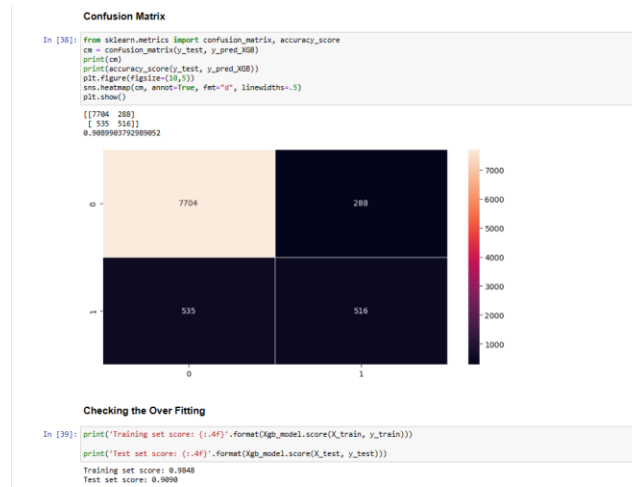 Confusion Matrix
In [38]: from sklearn.metrics import confusion_matrix, accuracy_score
cm = confusion_matrix(y_test, y_pred_XGB)
print(cm)
print(accuracy_score(y_test, y_pred_XGB))
plt.figure(figsize=(10,5))
sns.heatmap(cm, annot=True, fmt="d", linewidths=.5)
plt.show()
[[7704 288]
[ 535 516]]
0.9089903792989052
7704
288
535
516
0
1
0
1
7000
6000
5000
4000
3000
2000
1000
Checking the Over Fitting
In [39]: print('Training set score: {:.4f}'.format(Xgb_model.score(X_train, y_train)))
print('Test set score: {:.4f}'.format(Xgb_model.score(X_test, y_test)))
Training set score: 0.9848
Test set score: 0.9090